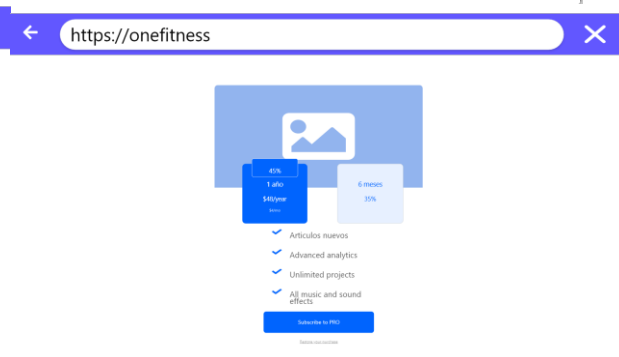 https://onefitness
45%
1 año
$48/year
6 meses
35%
Articulos nuevos
Advanced analytics
Unlimited projects
All music and sound
effects
Subscribe to PRO